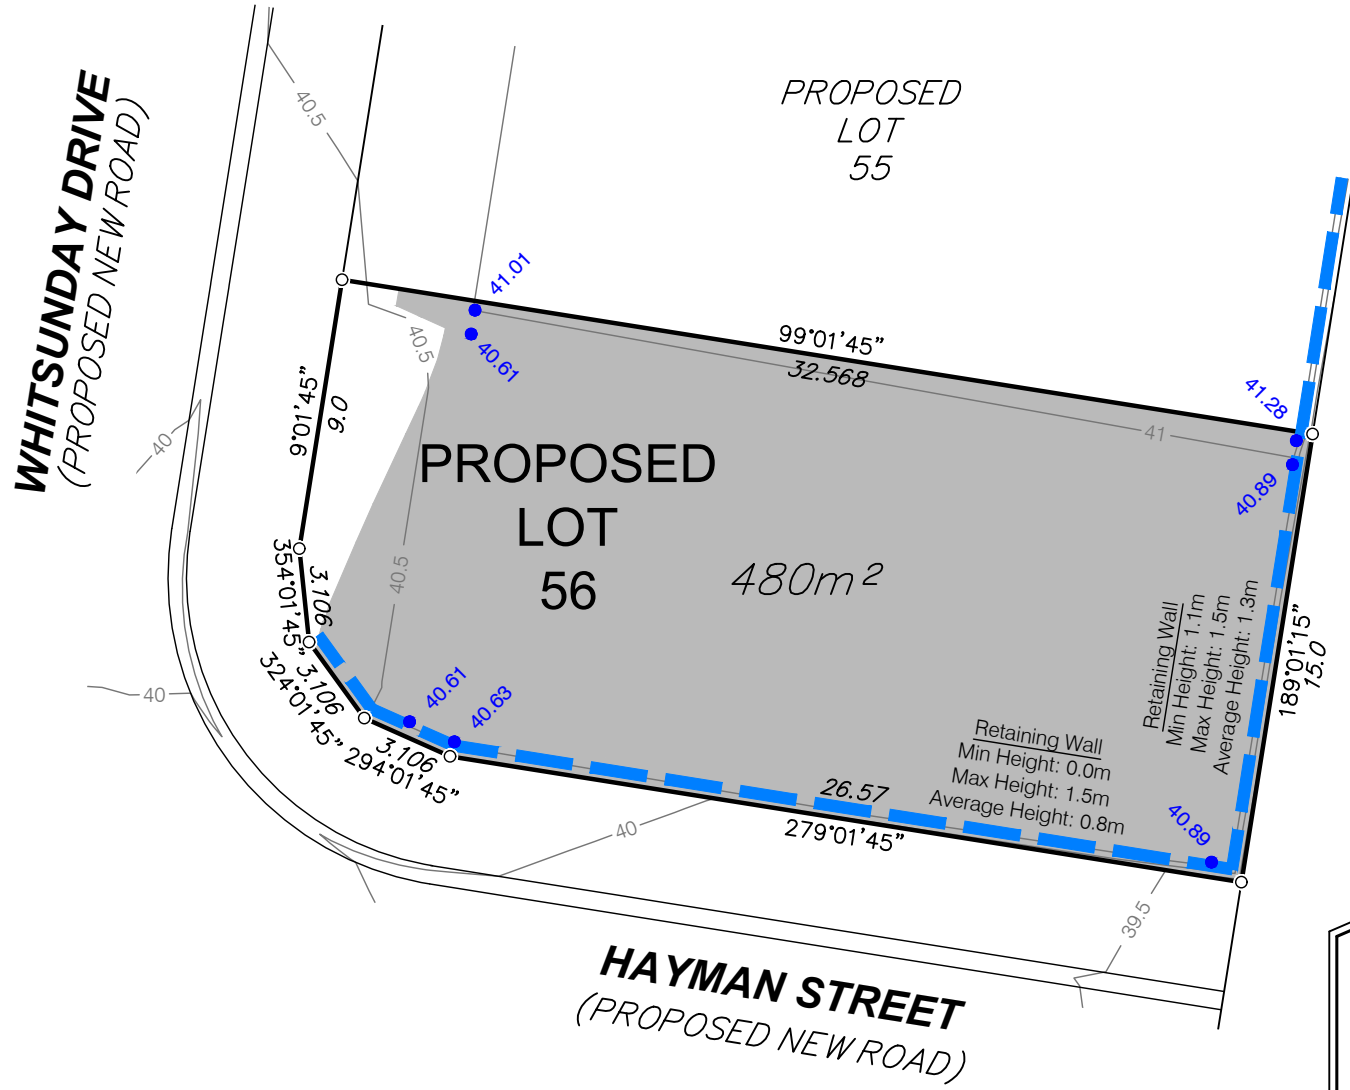 PROPOSED
LOT
55
WHITSUNDAY DRIVE
(PROPOSED NEW ROAD)
40.5
41.01
40.61
40.5
99°01'45"
32.568
41.28
41
40.89
9°01'45"
9.0
40
PROPOSED
LOT
56
480m²
40.5
354°01'45"
3.106
324°01'45"
3.106
294°01'45"
3.106
40
40.61
40.63
Retaining Wall
Min Height: 1.1m
Max Height: 1.5m
Average Height: 1.3m
189°01'15"
15.0
Retaining Wall
Min Height: 0.0m
Max Height: 1.5m
Average Height: 0.8m
26.57
279°01'45"
40
40.89
39.5
HAYMAN STREET
(PROPOSED NEW ROAD)